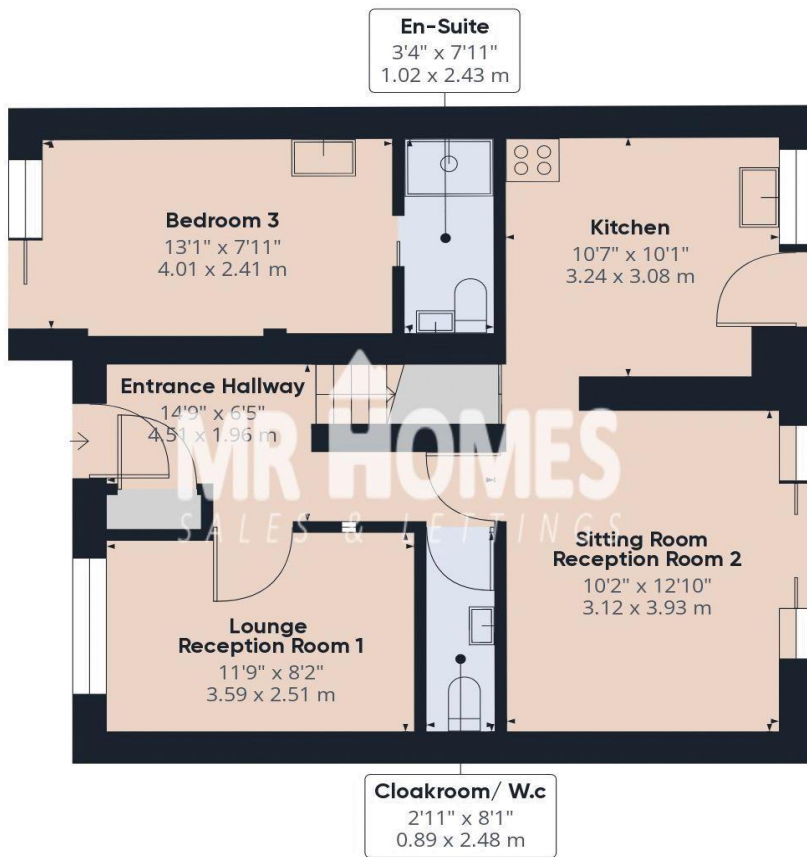 En-Suite
3'4" x 7'11"
1.02 x 2.43 m
Bedroom 3
13'1" x 7'11"
4.01 x 2.41 m
Kitchen
10'7" x 10'1"
3.24 x 3.08 m
Entrance Hallway
14'9" x 6'5"
4.51 x 1.96 m
MR HOMES
SALES & LETTINGS
Sitting Room
Reception Room 2
10'2" x 12'10"
3.12 x 3.93 m
Lounge
Reception Room 1
11'9" x 8'2"
3.59 x 2.51 m
Cloakroom/ W.c
2'11" x 8'1"
0.89 x 2.48 m